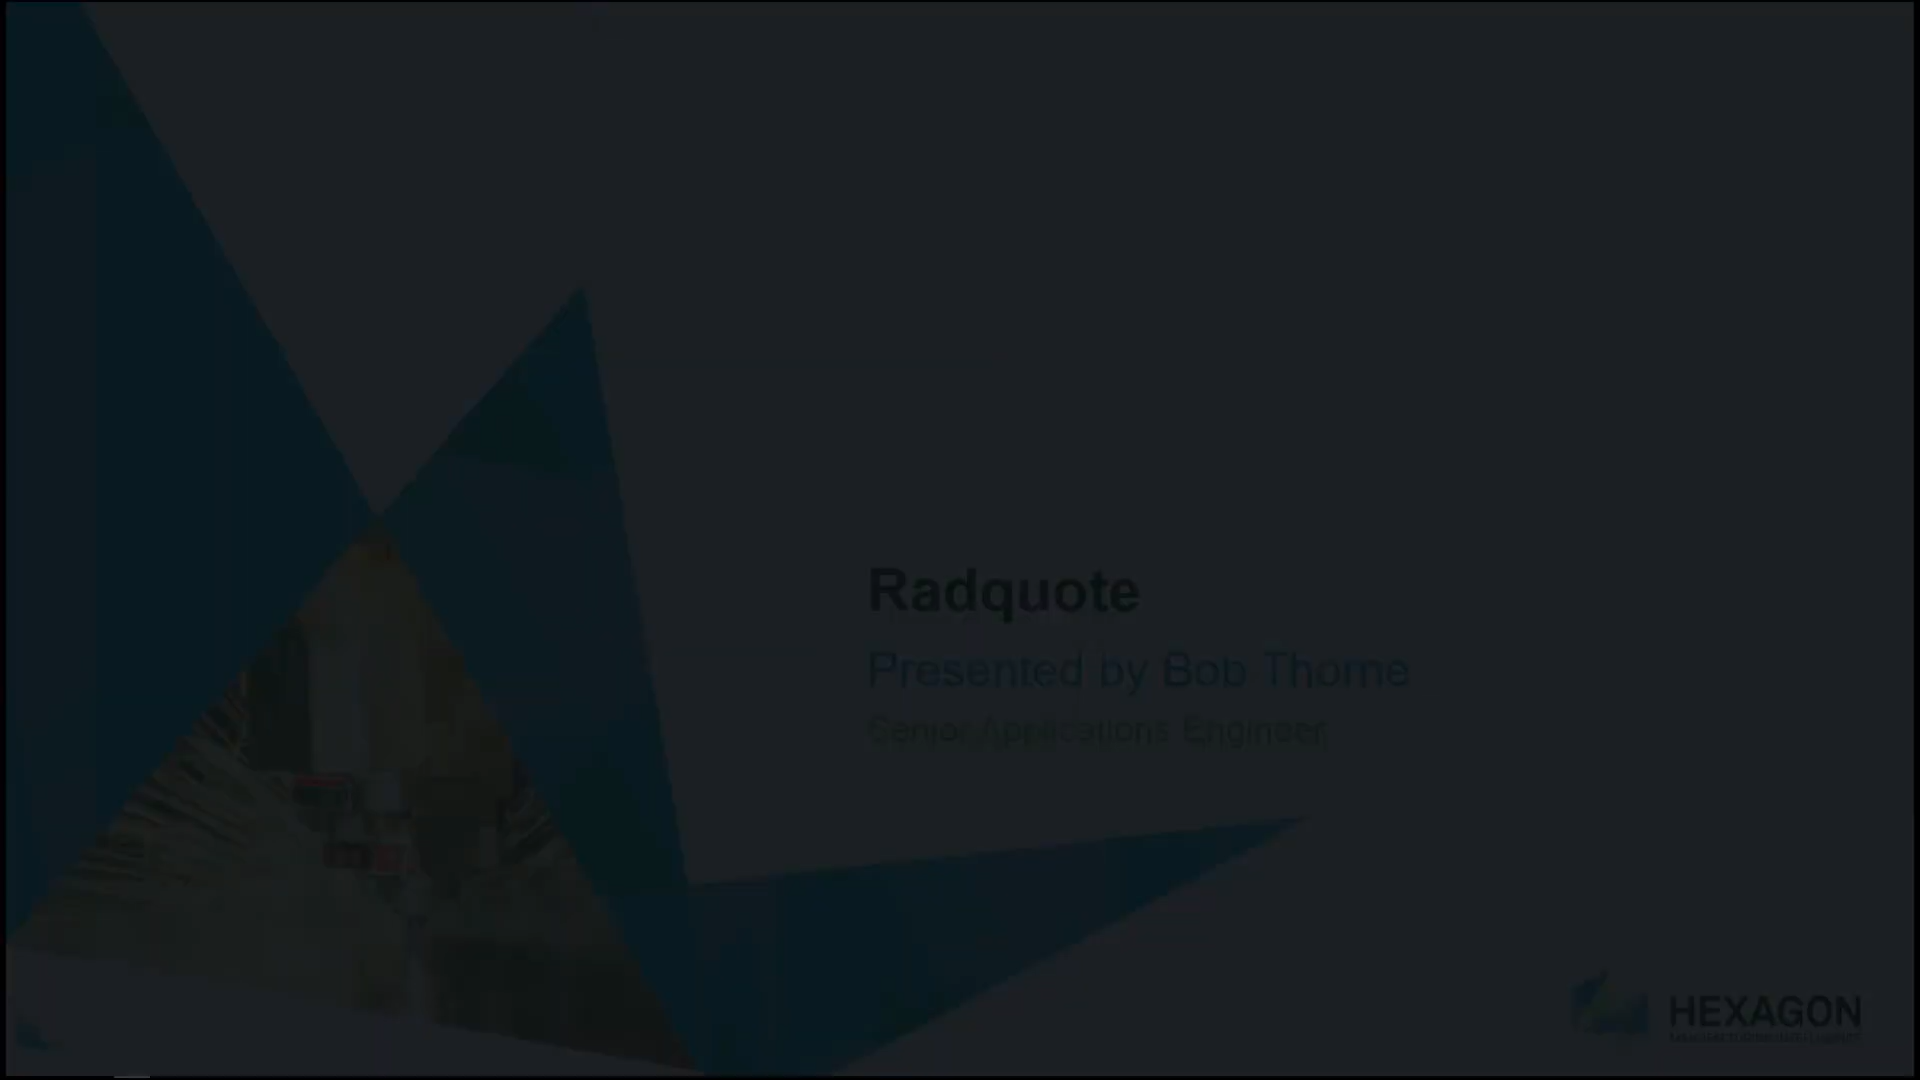 Radquote
Presented by Bob Thorne
Senior Applications Engineer
HEXAGON